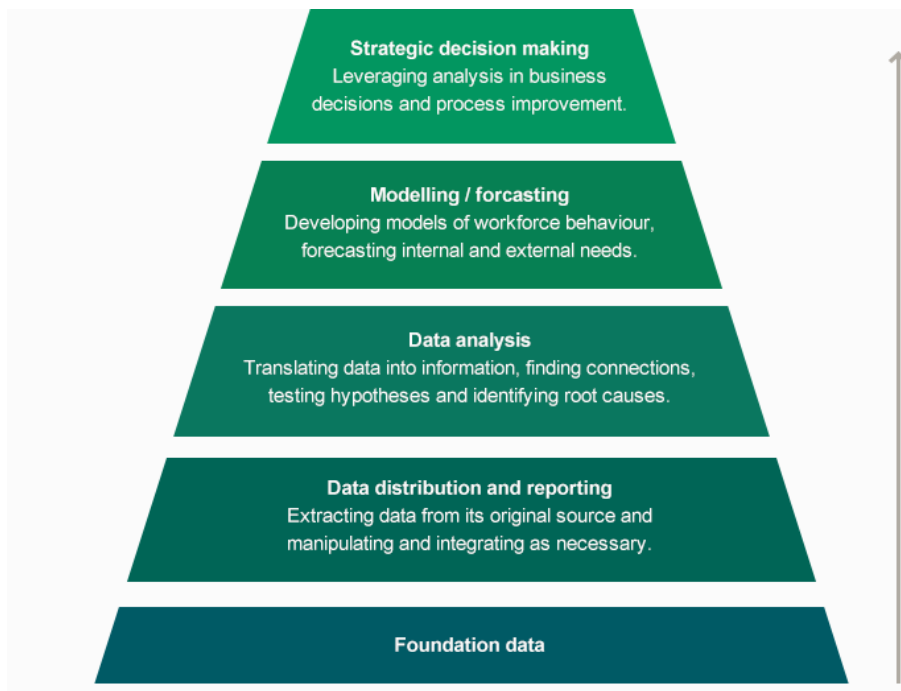 Strategic decision making
Leveraging analysis in business
decisions and process improvement.
Modelling / forcasting
Developing models of workforce behaviour,
forecasting internal and external needs.
Data analysis
Translating data into information, finding connections,
testing hypotheses and identifying root causes.
Data distribution and reporting
Extracting data from its original source and
manipulating and integrating as necessary.
Foundation data